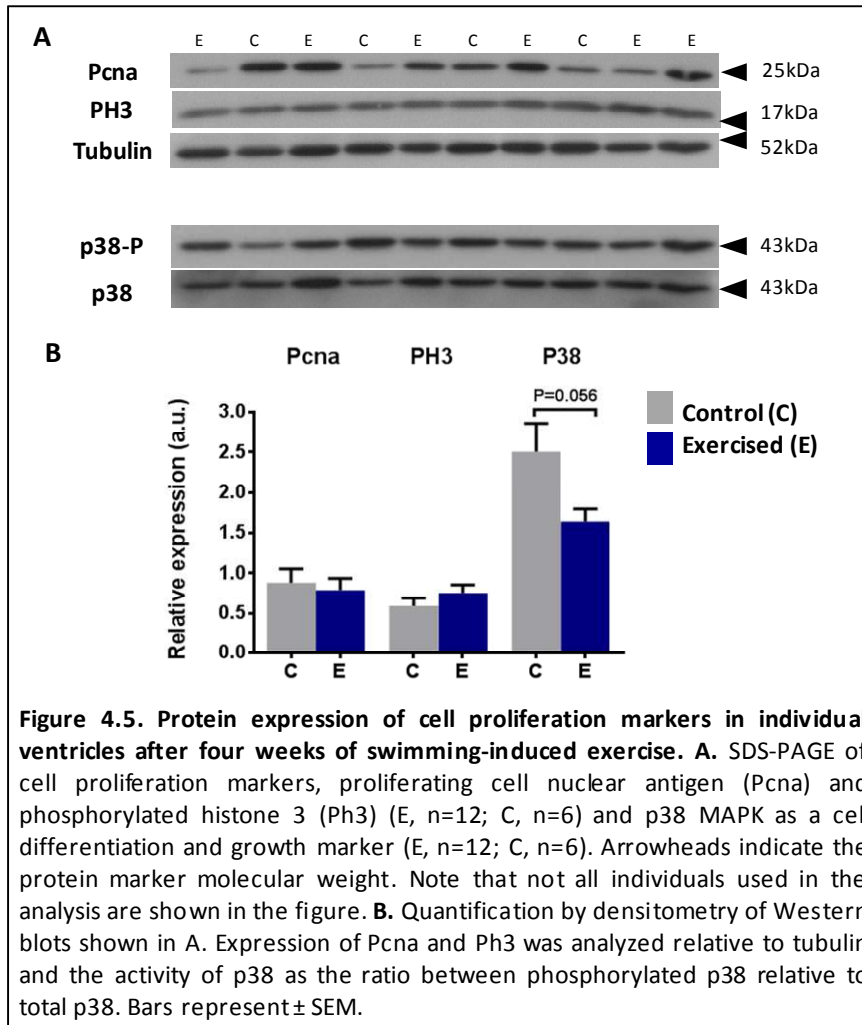 A
E C E C E C E C E E
Pcna 25kDa
PH3 17kDa
Tubulin 52kDa
p38-P 43kDa
p38 43kDa
B
Pcna PH3 P38
P=0.056
Control (C)
Exercised (E)
Relative expression (a.u.)
3.0
2.5
2.0
1.5
1.0
0.5
0.0
C E C E C E
Figure 4.5. Protein expression of cell proliferation markers in individual
ventricles after four weeks of swimming-induced exercise. A. SDS-PAGE of
cell proliferation markers, proliferating cell nuclear antigen (Pcna) and
phosphorylated histone 3 (Ph3) (E, n=12; C, n=6) and p38 MAPK as a cell
differentiation and growth marker (E, n=12; C, n=6). Arrowheads indicate the
protein marker molecular weight. Note that not all individuals used in the
analysis are shown in the figure. B. Quantification by densitometry of Western
blots shown in A. Expression of Pcna and Ph3 was analyzed relative to tubulin
and the activity of p38 as the ratio between phosphorylated p38 relative to
total p38. Bars represent ± SEM.